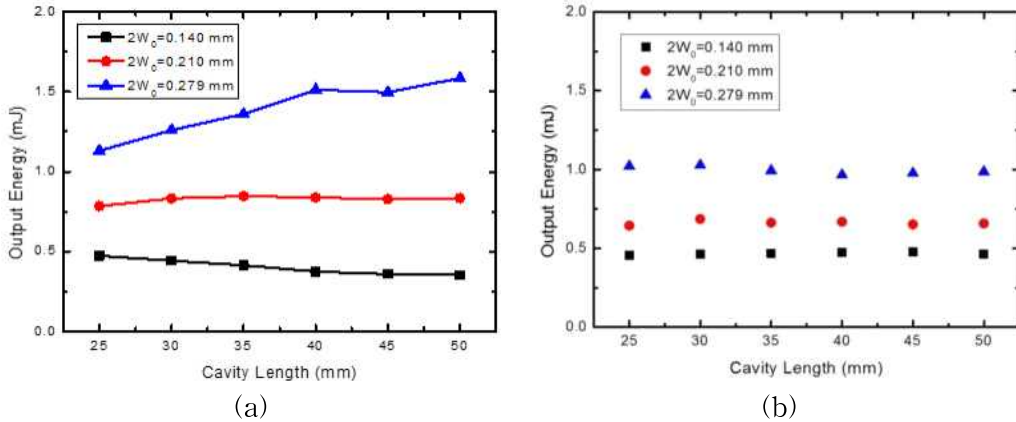 2W0=0.140 mm
2W0=0.210 mm
2W0=0.279 mm
Output Energy (mJ)
2.0
1.5
1.0
0.5
0.0
25 30 35 40 45 50
Cavity Length (mm)
(a)
2W0=0.140 mm
2W0=0.210 mm
2W0=0.279 mm
Output Energy (mJ)
2.0
1.5
1.0
0.5
0.0
25 30 35 40 45 50
Cavity Length (mm)
(b)